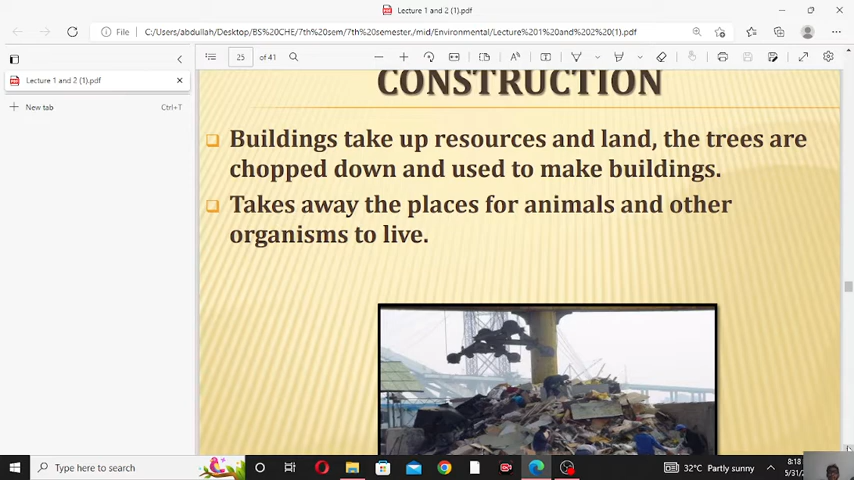 Lecture 1 and 2 (1).pdf
File
C:/Users/abdullah/Desktop/BS%20CHE/7th%20sem/7th%20semester./mid/Environmental/Lecture%201%20and%202%20(1).pdf
Lecture 1 and 2 (1).pdf
25 of 41
New tab Ctrl+T
CONSTRUCTION
Buildings take up resources and land, the trees are
chopped down and used to make buildings.
Takes away the places for animals and other
organisms to live.
Type here to search
32°C Partly sunny
8:18